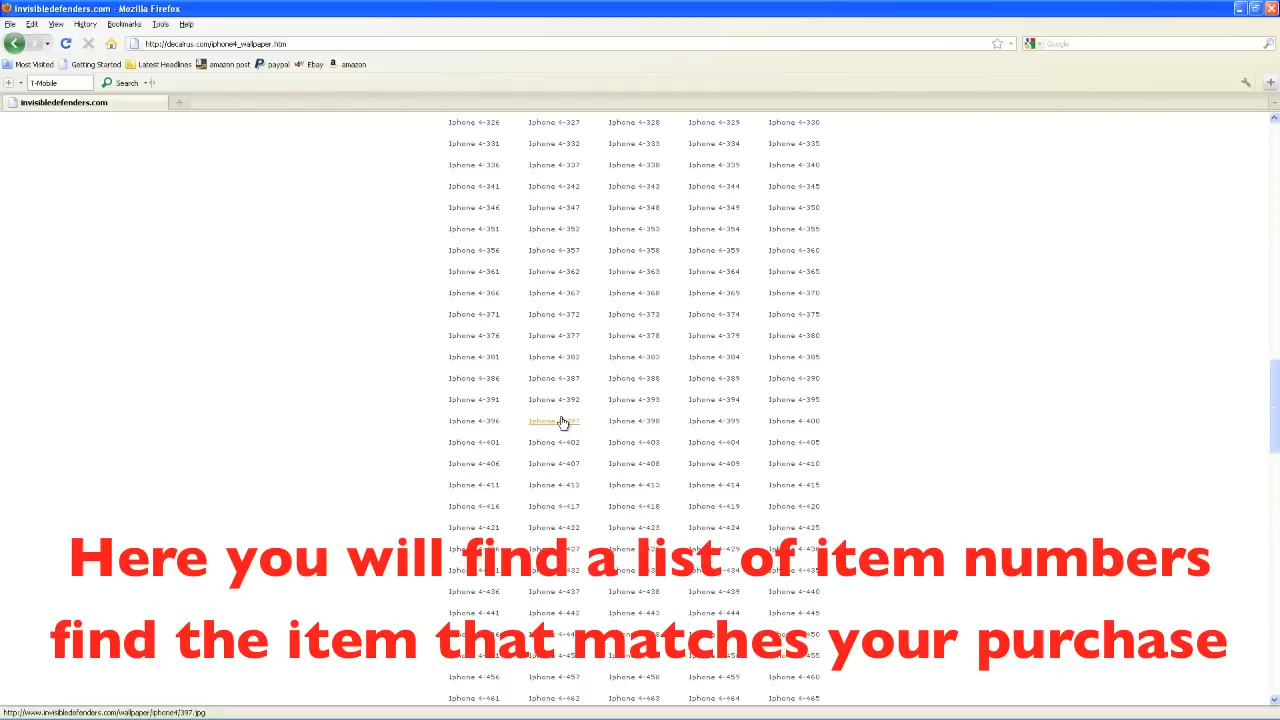 invisibledefenders.com - Mozilla Firefox
File Edit View History Bookmarks Tools Help
http://decalrus.com/iphone4_wallpaper.htm
Google
Most Visited Getting Started Latest Headlines amazon post paypal Ebay amazon
T-Mobile Search
invisibledefenders.com
Iphone 4-326 Iphone 4-327 Iphone 4-328 Iphone 4-329 Iphone 4-330
Iphone 4-331 Iphone 4-332 Iphone 4-333 Iphone 4-334 Iphone 4-335
Iphone 4-336 Iphone 4-337 Iphone 4-338 Iphone 4-339 Iphone 4-340
Iphone 4-341 Iphone 4-342 Iphone 4-343 Iphone 4-344 Iphone 4-345
Iphone 4-346 Iphone 4-347 Iphone 4-348 Iphone 4-349 Iphone 4-350
Iphone 4-351 Iphone 4-352 Iphone 4-353 Iphone 4-354 Iphone 4-355
Iphone 4-356 Iphone 4-357 Iphone 4-358 Iphone 4-359 Iphone 4-360
Iphone 4-361 Iphone 4-362 Iphone 4-363 Iphone 4-364 Iphone 4-365
Iphone 4-366 Iphone 4-367 Iphone 4-368 Iphone 4-369 Iphone 4-370
Iphone 4-371 Iphone 4-372 Iphone 4-373 Iphone 4-374 Iphone 4-375
Iphone 4-376 Iphone 4-377 Iphone 4-378 Iphone 4-379 Iphone 4-380
Iphone 4-381 Iphone 4-382 Iphone 4-383 Iphone 4-384 Iphone 4-385
Iphone 4-386 Iphone 4-387 Iphone 4-388 Iphone 4-389 Iphone 4-390
Iphone 4-391 Iphone 4-392 Iphone 4-393 Iphone 4-394 Iphone 4-395
Iphone 4-396 Iphone Iphone 4-398 Iphone 4-399 Iphone 4-400
Iphone 4-401 Iphone 4-402 Iphone 4-403 Iphone 4-404 Iphone 4-405
Iphone 4-406 Iphone 4-407 Iphone 4-408 Iphone 4-409 Iphone 4-410
Iphone 4-411 Iphone 4-412 Iphone 4-413 Iphone 4-414 Iphone 4-415
Iphone 4-416 Iphone 4-417 Iphone 4-418 Iphone 4-419 Iphone 4-420
Iphone 4-421 Iphone 4-422 Iphone 4-423 Iphone 4-424 Iphone 4-425
Here you will find a list of item numbers
Iphone 4-436 Iphone 4-437 Iphone 4-438 Iphone 4-439 Iphone 4-440
Iphone 4-441 Iphone 4-442 Iphone 4-443 Iphone 4-444 Iphone 4-445
find the item that matches your purchase
Iphone 4-456 Iphone 4-457 Iphone 4-458 Iphone 4-459 Iphone 4-460
Iphone 4-461 Iphone 4-462 Iphone 4-463 Iphone 4-464 Iphone 4-465
http://www.invisibledefenders.com/wallpaper/iphone4/397.jpg